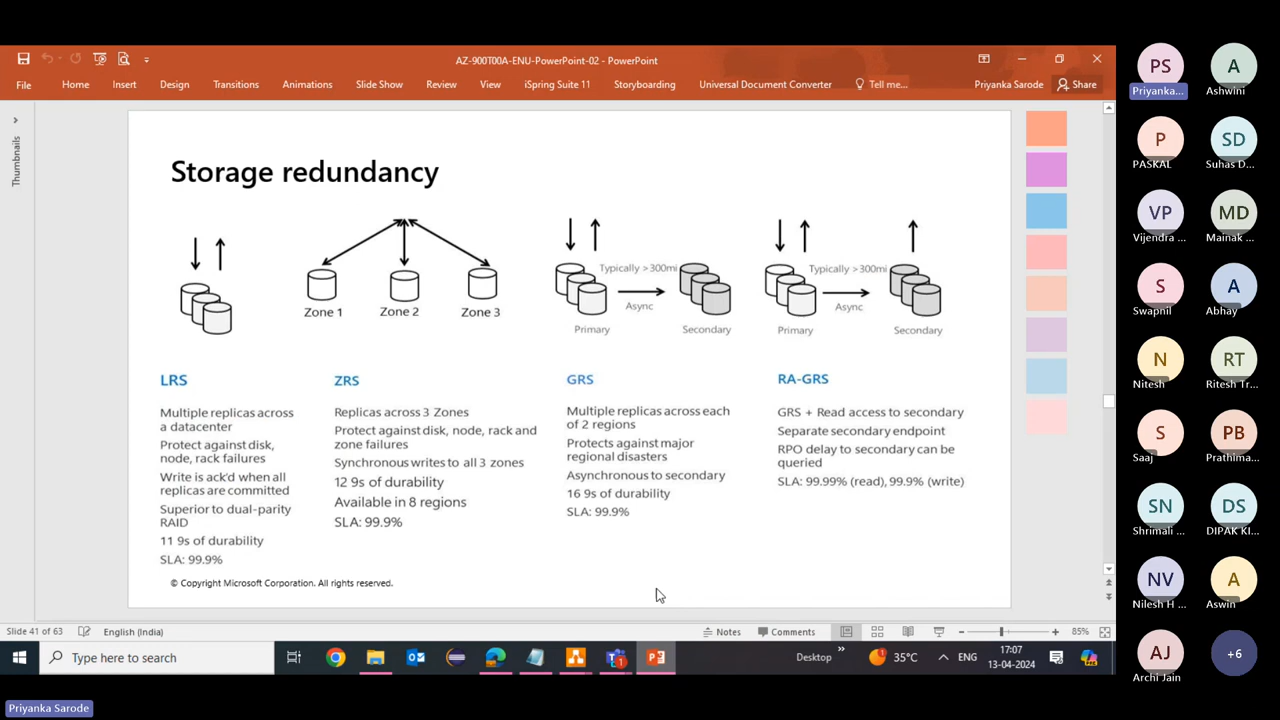 AZ-900T00A-ENU-PowerPoint-02 - PowerPoint
File
Home
Insert
Design
Transitions
Animations
Slide Show
Review
View
iSpring Suite 11
Storyboarding
Universal Document Converter
Tell me...
Priyanka Sarode
Share
Thumbnails
Storage redundancy
Zone 1
Zone 2
Zone 3
Typically >300mi
Async
Primary
Secondary
Typically >300mi
Async
Primary
Secondary
LRS
Multiple replicas across
a datacenter
Protect against disk,
node, rack failures
Write is ack'd when all
replicas are committed
Superior to dual-parity
RAID
11 9s of durability
SLA: 99.9%
ZRS
Replicas across 3 Zones
Protect against disk, node, rack and
zone failures
Synchronous writes to all 3 zones
12 9s of durability
Available in 8 regions
SLA: 99.9%
GRS
Multiple replicas across each
of 2 regions
Protects against major
regional disasters
Asynchronous to secondary
16 9s of durability
SLA: 99.9%
RA-GRS
GRS + Read access to secondary
Separate secondary endpoint
RPO delay to secondary can be
queried
SLA: 99.99% (read), 99.9% (write)
© Copyright Microsoft Corporation. All rights reserved.
Slide 41 of 63
English (India)
Notes
Comments
85%
Type here to search
1
Desktop
35°C
ENG
17:07
13-04-2024
PS
Priyanka...
A
Ashwini
P
PASKAL
SD
Suhas D...
VP
Vijendra ...
MD
Mainak ...
S
Swapnil
A
Abhay
N
Nitesh
RT
Ritesh Tr...
S
Saaj
PB
Prathima...
SN
Shrimali ...
DS
DIPAK KI...
NV
Nilesh H ...
A
Aswin
AJ
Archi Jain
+6
Priyanka Sarode